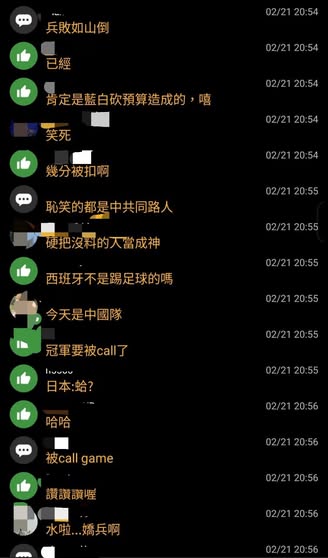 02/21 20:54
兵敗如山倒
02/21 20:54
已經
02/21 20:54
肯定是藍白砍預算造成的，嘻
02/21 20:54
笑死
02/21 20:54
幾分被扣啊
02/21 20:55
恥笑的都是中共同路人
02/21 20:55
硬把沒料的人當成神
02/21 20:55
西班牙不是踢足球的嗎
02/21 20:55
今天是中國隊
02/21 20:55
冠軍要被call了
02/21 20:55
日本:蛤?
02/21 20:56
哈哈
02/21 20:56
被call game
02/21 20:56
讚讚讚喔
02/21 20:56
水啦...嬌兵啊
02/21 20:56